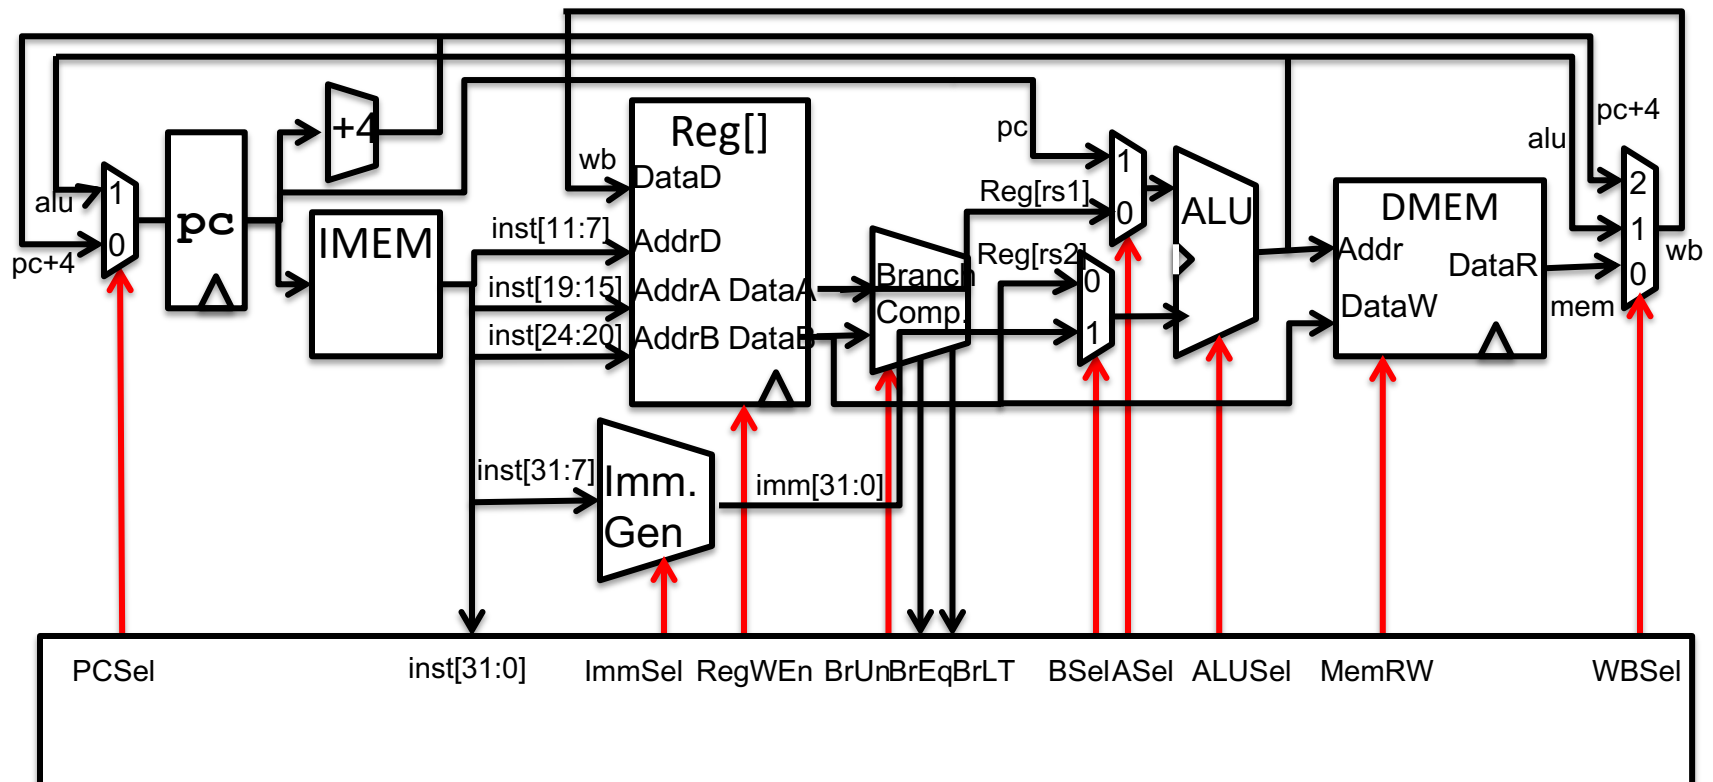 pc+4
+4
Reg[]
pc
alu
wb
DataD
1
Reg[rs1]
2
alu
1
pc
IMEM
inst[11:7]
AddrD
0
ALU
DMEM
1
0
pc+4
Reg[rs2]
Addr
DataR
wb
inst[19:15]
AddrA DataA
Branch
0
0
inst[24:20]
AddrB DataB
Comp.
1
DataW
mem
inst[31:7]
Imm.
Gen
imm[31:0]
PCSel
inst[31:0]
ImmSel
RegWEn
BrUn
BrEq
BrLT
BSel
ASel
ALUSel
MemRW
WBSel